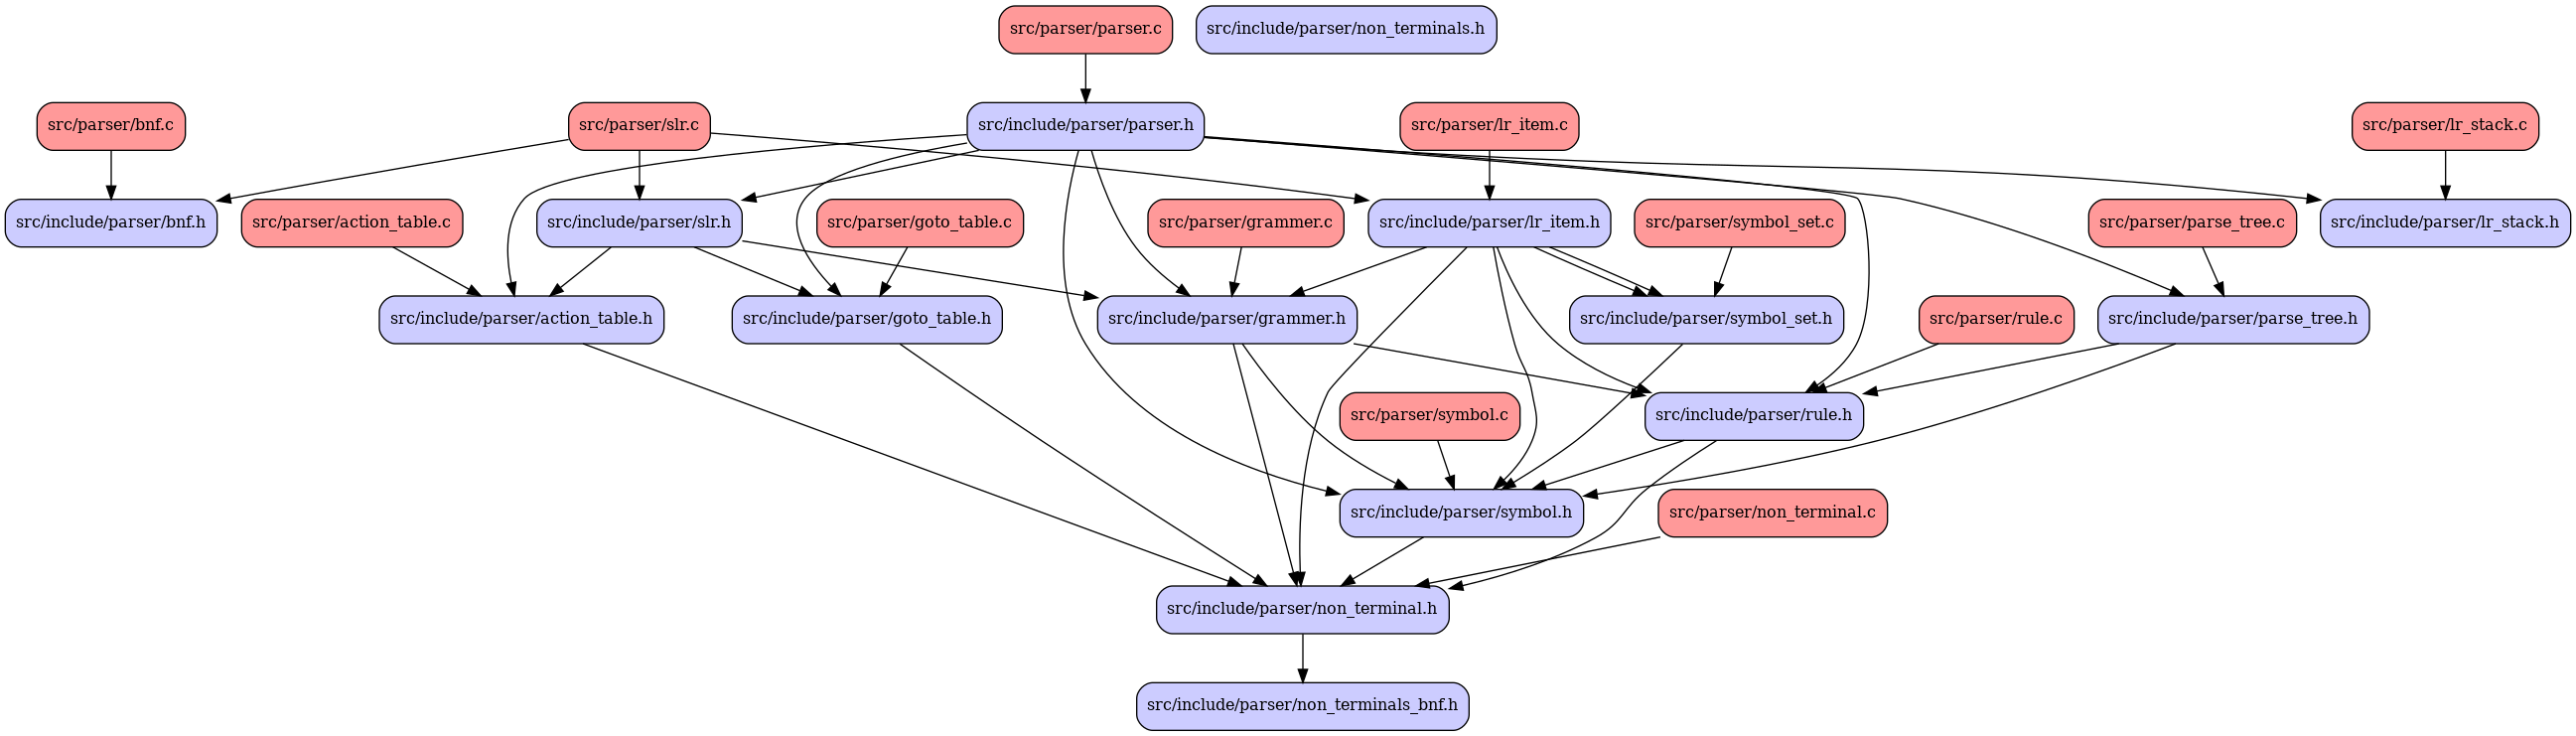 src/parser/parser.c
src/include/parser/non_terminals.h
src/parser/bnf.c
src/parser/slr.c
src/include/parser/parser.h
src/parser/lr_item.c
src/parser/lr_stack.c
src/include/parser/bnf.h
src/parser/action_table.c
src/include/parser/slr.h
src/parser/goto_table.c
src/parser/grammer.c
src/include/parser/lr_item.h
src/parser/symbol_set.c
src/parser/parse_tree.c
src/include/parser/lr_stack.h
src/include/parser/action_table.h
src/include/parser/goto_table.h
src/include/parser/grammer.h
src/include/parser/symbol_set.h
src/parser/rule.c
src/include/parser/parse_tree.h
src/parser/symbol.c
src/include/parser/rule.h
src/include/parser/symbol.h
src/parser/non_terminal.c
src/include/parser/non_terminal.h
src/include/parser/non_terminals_bnf.h